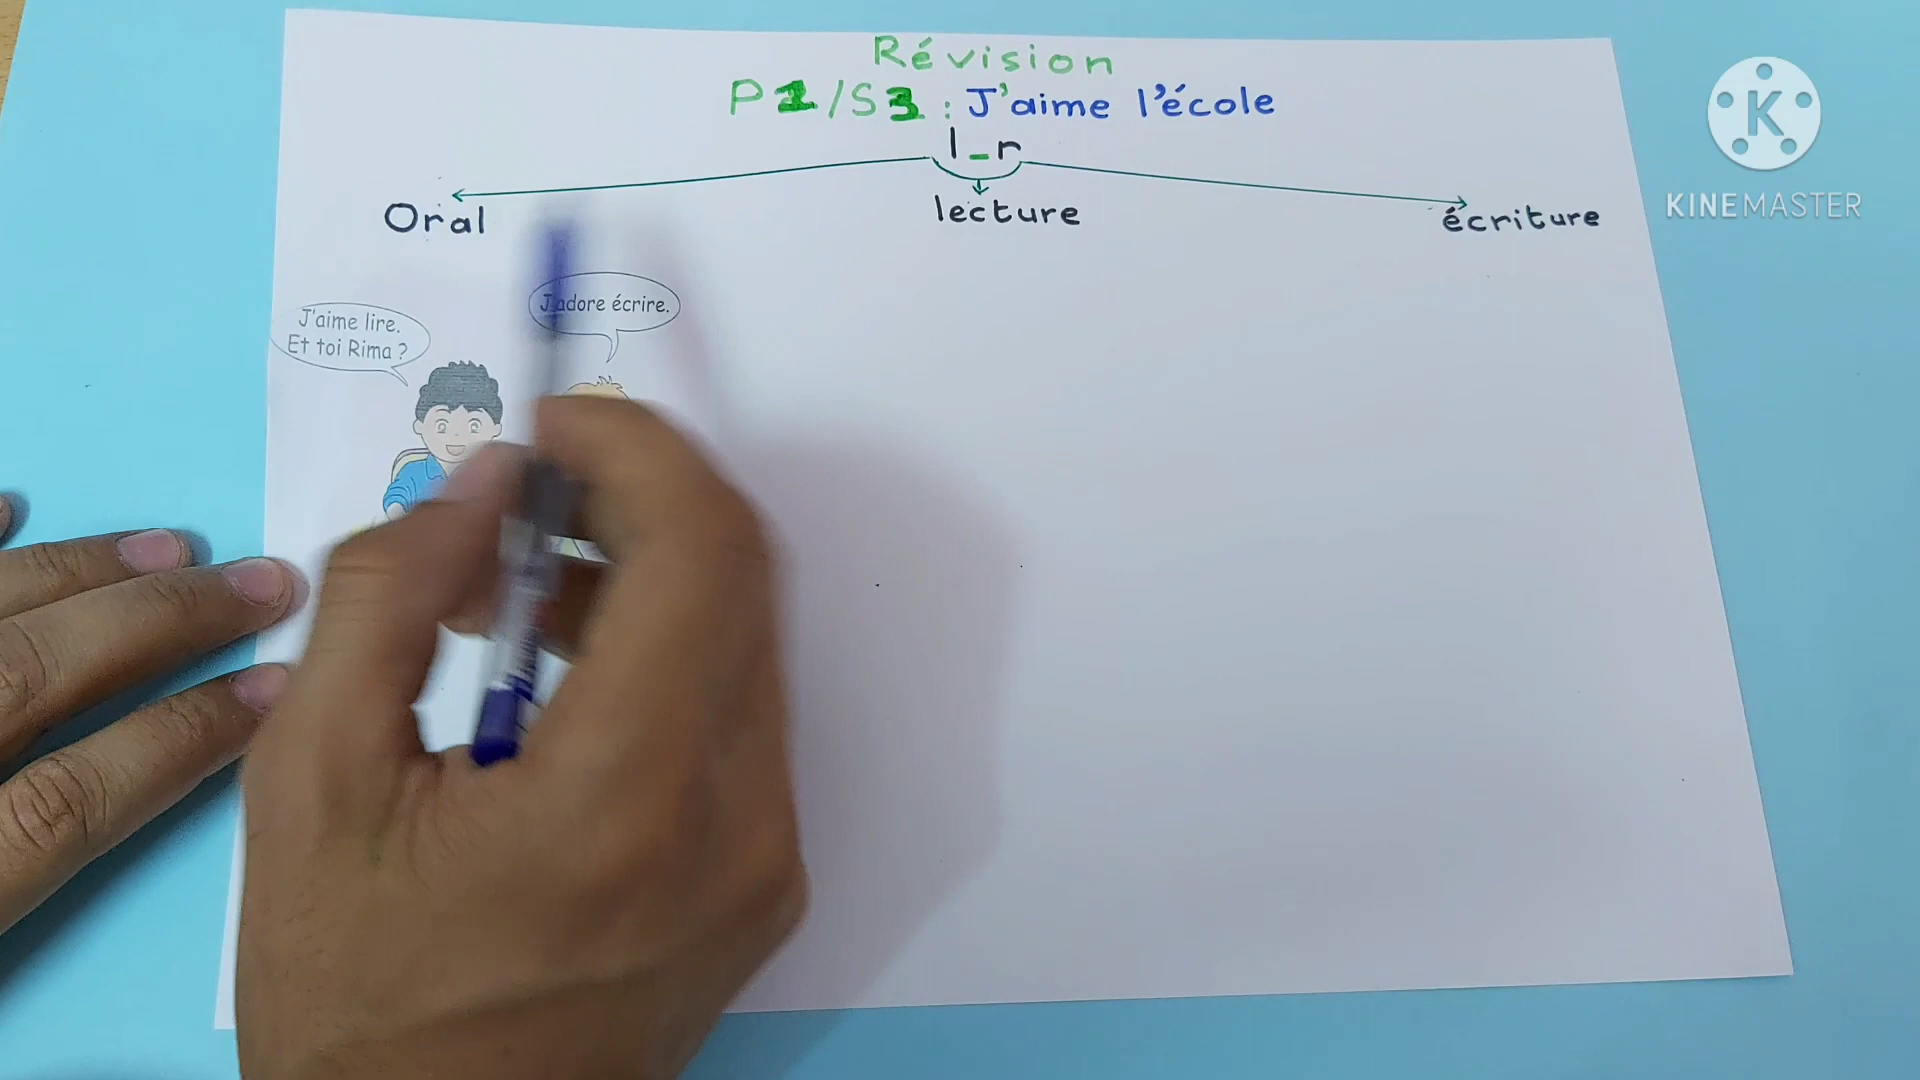 Révision
P1/S3 : J'aime l'école
l_r
Oral
lecture
écriture
J'aime lire.
Et toi Rima ?
J'adore écrire.
K
KINEMASTER